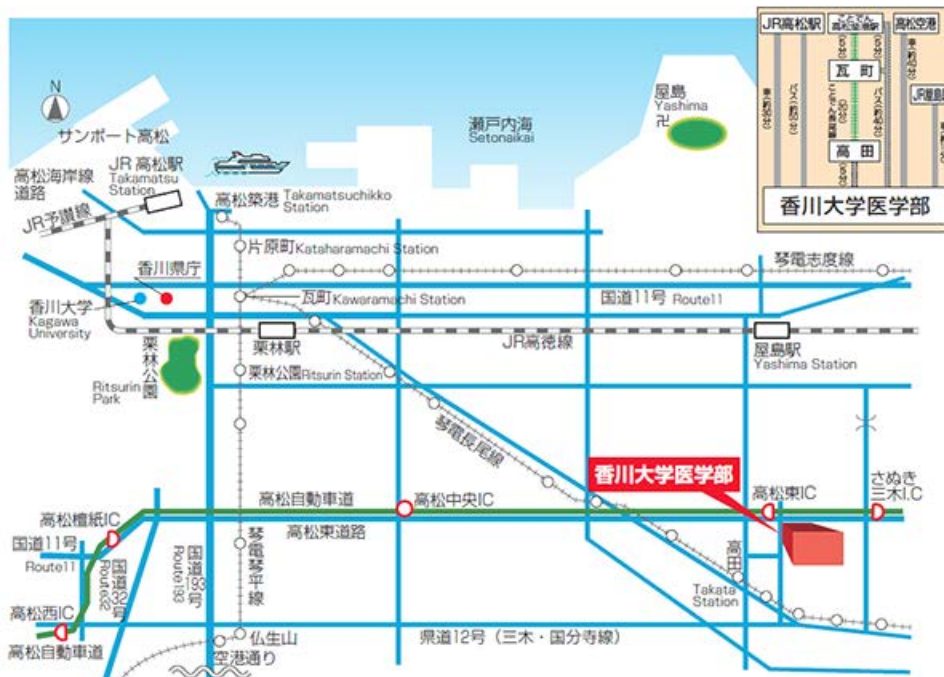 N
サンポート高松
瀬戸内海
Setonaikai
屋島
Yashima
卍
JR高松駅
ことでん
高松築港駅
高松空港
瓦町
JR屋島
高田
香川大学医学部
高松海岸線
道路
JR 高松駅
Takamatsu
Station
JR予讃線
高松築港 Takamatsuchikko
Station
片原町 Kataharamachi Station
琴電志度線
香川県庁
香川大学
Kagawa
University
瓦町 Kawaramachi Station
国道11号 Route11
栗林公園
Ritsurin
Park
栗林駅
JR高徳線
屋島駅
Yashima Station
栗林公園 Ritsurin Station
琴電長尾線
香川大学医学部
高松自動車道
高松中央IC
高松東IC
さぬき
三木I.C
高松檀紙IC
高松東道路
国道11号
Route11
国道32号
Route32
国道193号
Route193
琴電琴平線
高田
Takata
Station
高松西IC
高松自動車道
仏生山
空港通り
県道12号（三木・国分寺線）